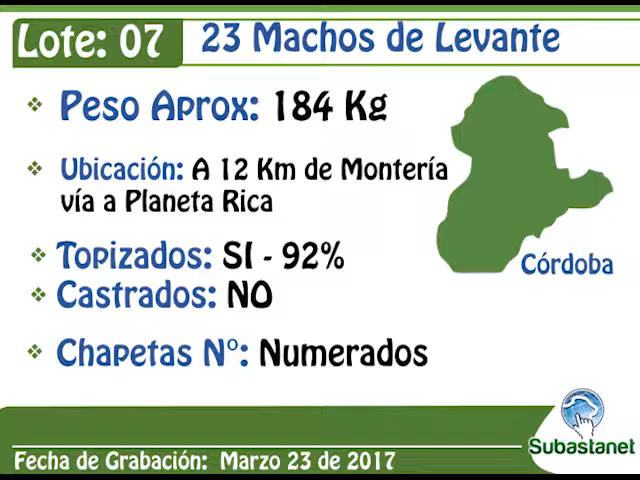 Lote: 07
23 Machos de Levante
Peso Aprox: 184 Kg
Ubicación: A 12 Km de Montería
vía a Planeta Rica
Topizados: SI - 92%
Castrados: NO
Chapetas N°: Numerados
Córdoba
Subastanet
Fecha de Grabación: Marzo 23 de 2017